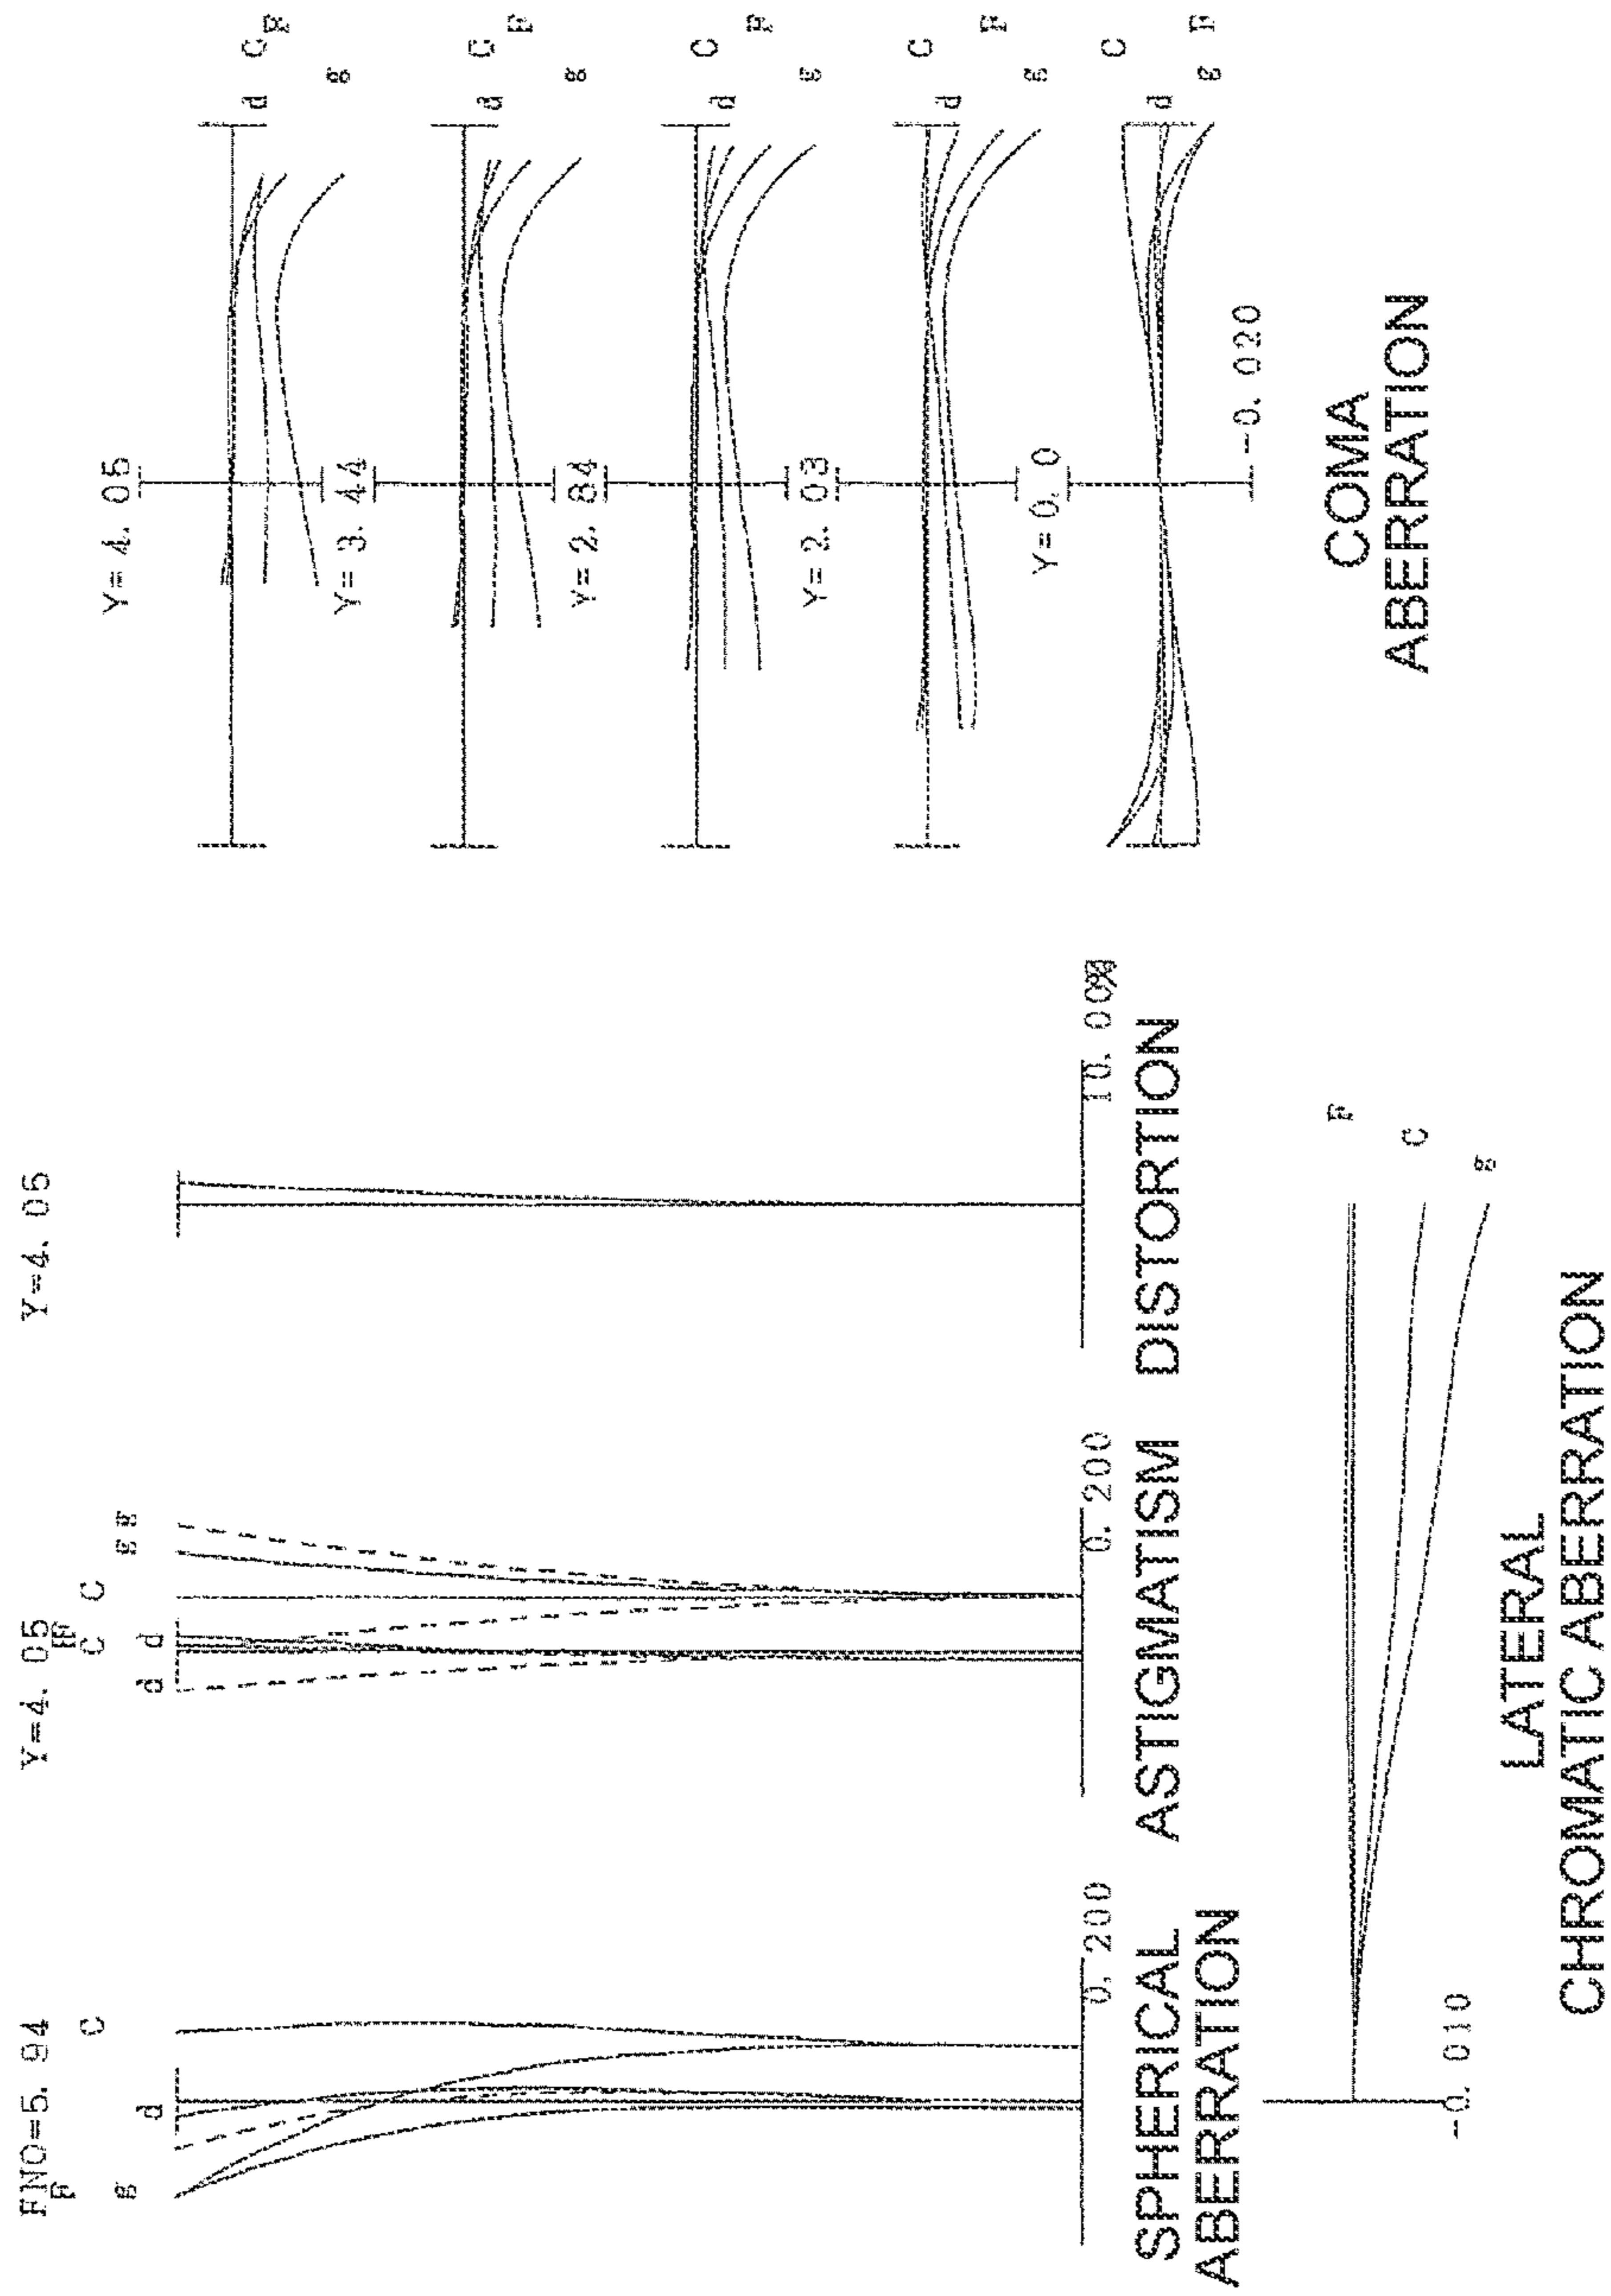 FNO=5.94
F
g
d
C
0.200
SPHERICAL
ABERRATION
Y=4.05
F
C
d
d
C
g
g
0.200
ASTIGMATISM
Y=4.05
10.00%
DISTORTION
-0.010
F
C
g
LATERAL
CHROMATIC ABERRATION
Y=4.05
C
F
d
g
Y=3.44
C
F
d
g
Y=2.84
C
F
d
g
Y=2.03
C
F
d
g
Y=0.0
C
F
d
g
-0.020
COMA
ABERRATION